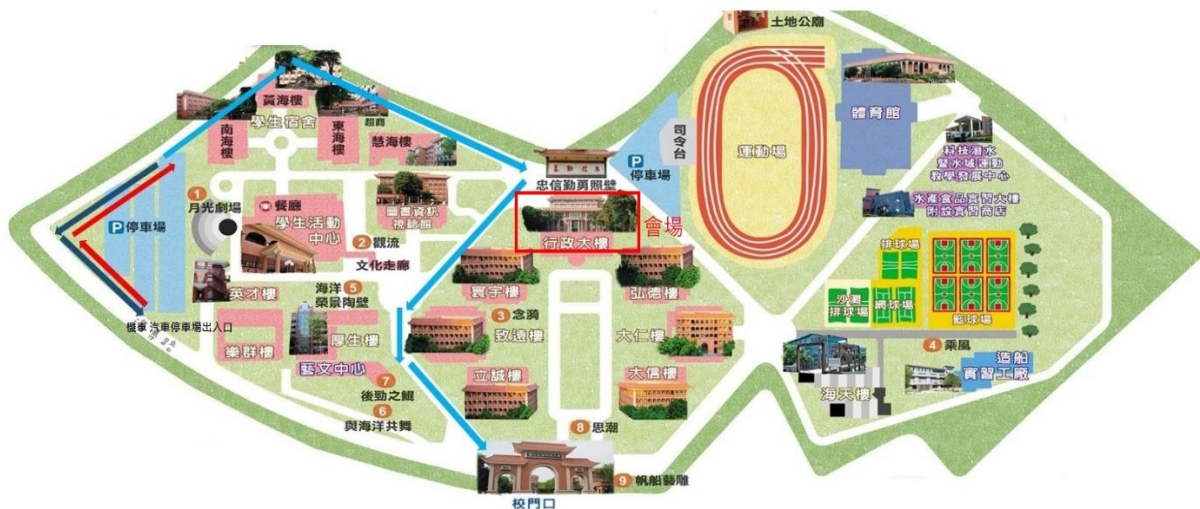 土地公廟
黃海樓
學生宿舍
超商
南海樓
東海樓
慧海樓
體育館
司令台
運動場
P
停車場
科技潛水
暨水域運動
教學發展中心
忠信勤勇照壁
1
月光劇場
餐廳
學生活動
中心
圖書資訊
視聽館
會場
行政大樓
水產食品實習大樓
附設實習商店
P 停車場
2 觀流
文化走廊
排球場
英才樓
海洋 5
榮景陶壁
寰宇樓
弘德樓
沙灘
排球場
網球場
籃球場
機車 汽車停車場出入口
3 念漪
致遠樓
大仁樓
樂群樓
厚生樓
4 乘風
藝文中心
造船
實習工廠
立誠樓
大信樓
7
後勁之鯤
6
與海洋共舞
海天樓
8 思潮
9 帆船藝雕
校門口